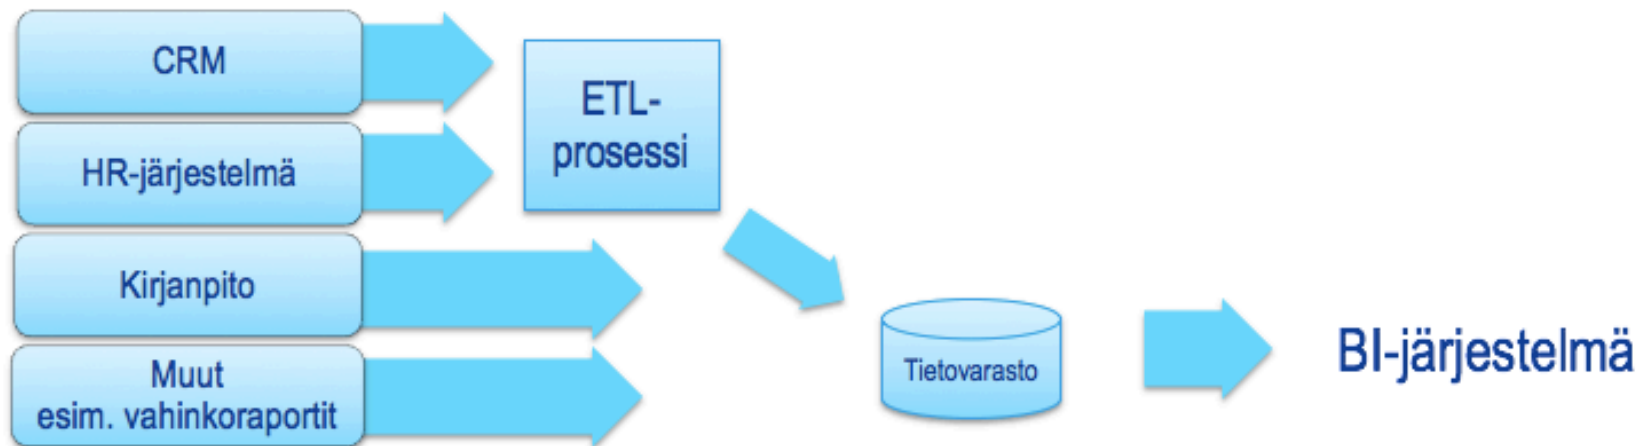 CRM
HR-järjestelmä
Kirjanpito
Muut
esim. vahinkoraportit
ETL-
prosessi
Tietovarasto
BI-järjestelmä